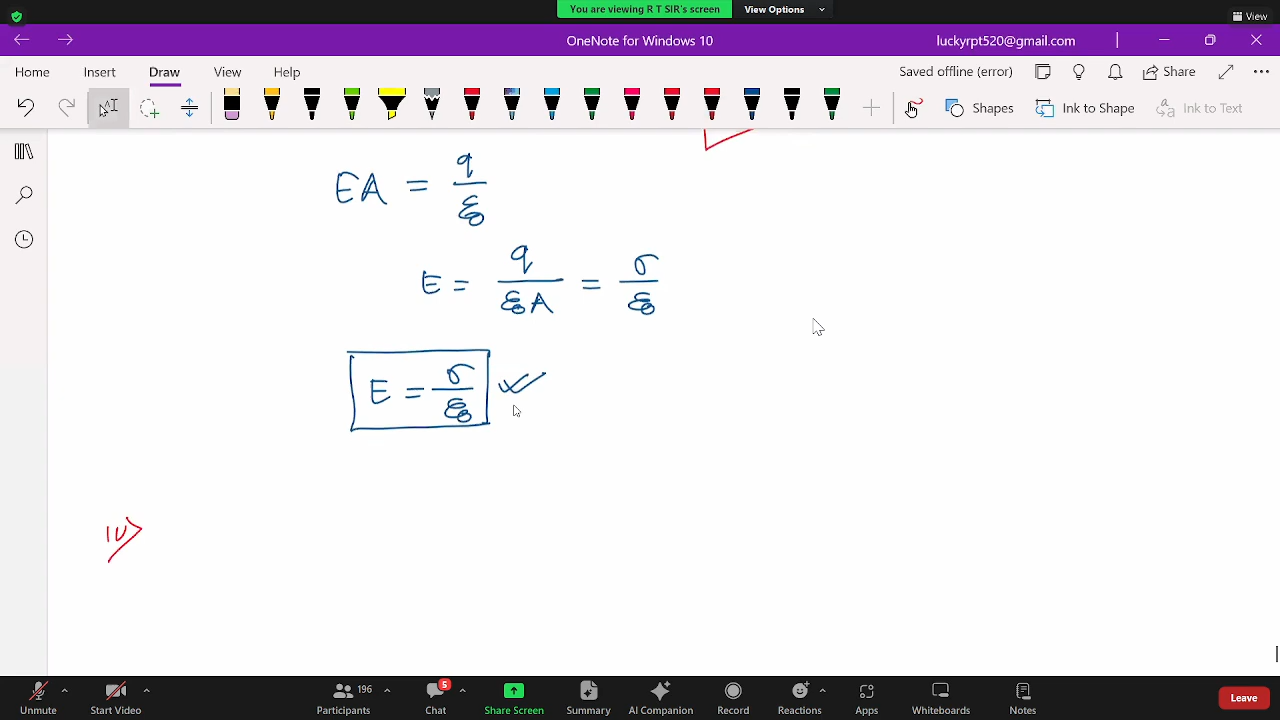 You are viewing R T SIR's screen View Options
View
OneNote for Windows 10 luckyrpt520@gmail.com
Home Insert Draw View Help Saved offline (error) Share
Shapes Ink to Shape Ink to Text
EA = q/ε₀
E = q/ε₀A = σ/ε₀
E = σ/ε₀
IV>
Unmute Start Video 196 Participants 5 Chat Share Screen Summary AI Companion Record Reactions Apps Whiteboards Notes Leave